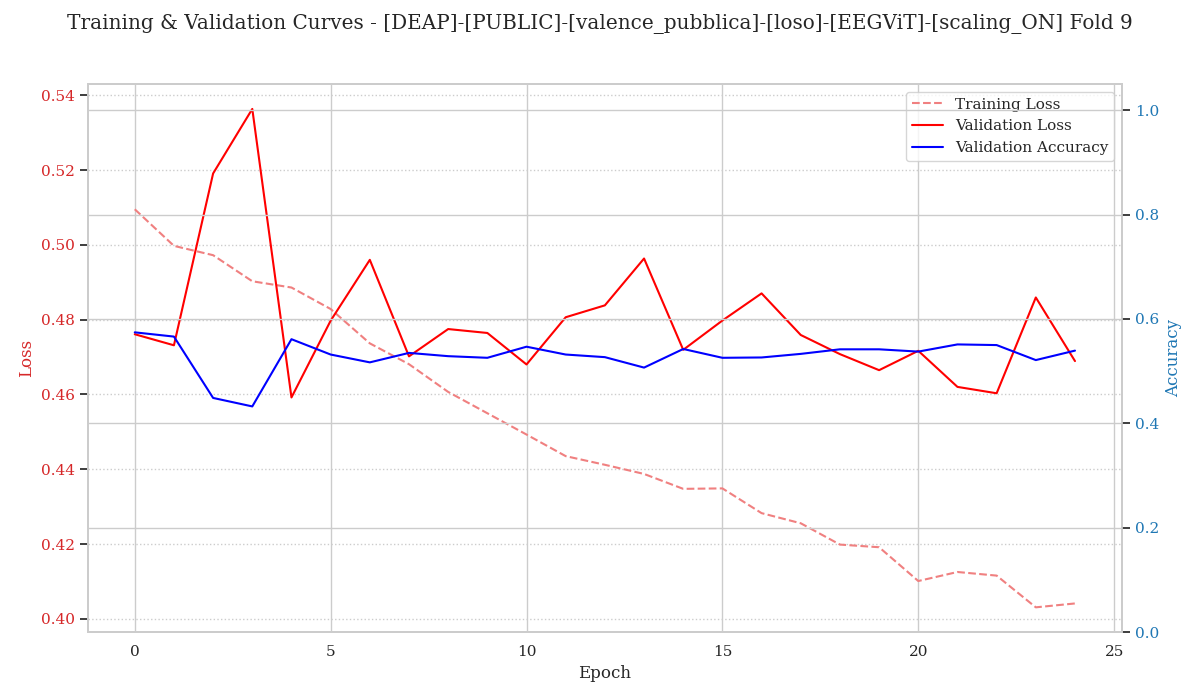 Training & Validation Curves - [DEAP]-[PUBLIC]-[valence_pubblica]-[loso]-[EEGViT]-[scaling_ON] Fold 9
Training Loss
Validation Loss
Validation Accuracy
0.54
0.52
0.50
0.48
0.46
0.44
0.42
0.40
Loss
1.0
0.8
0.6
0.4
0.2
0.0
Accuracy
0 5 10 15 20 25
Epoch